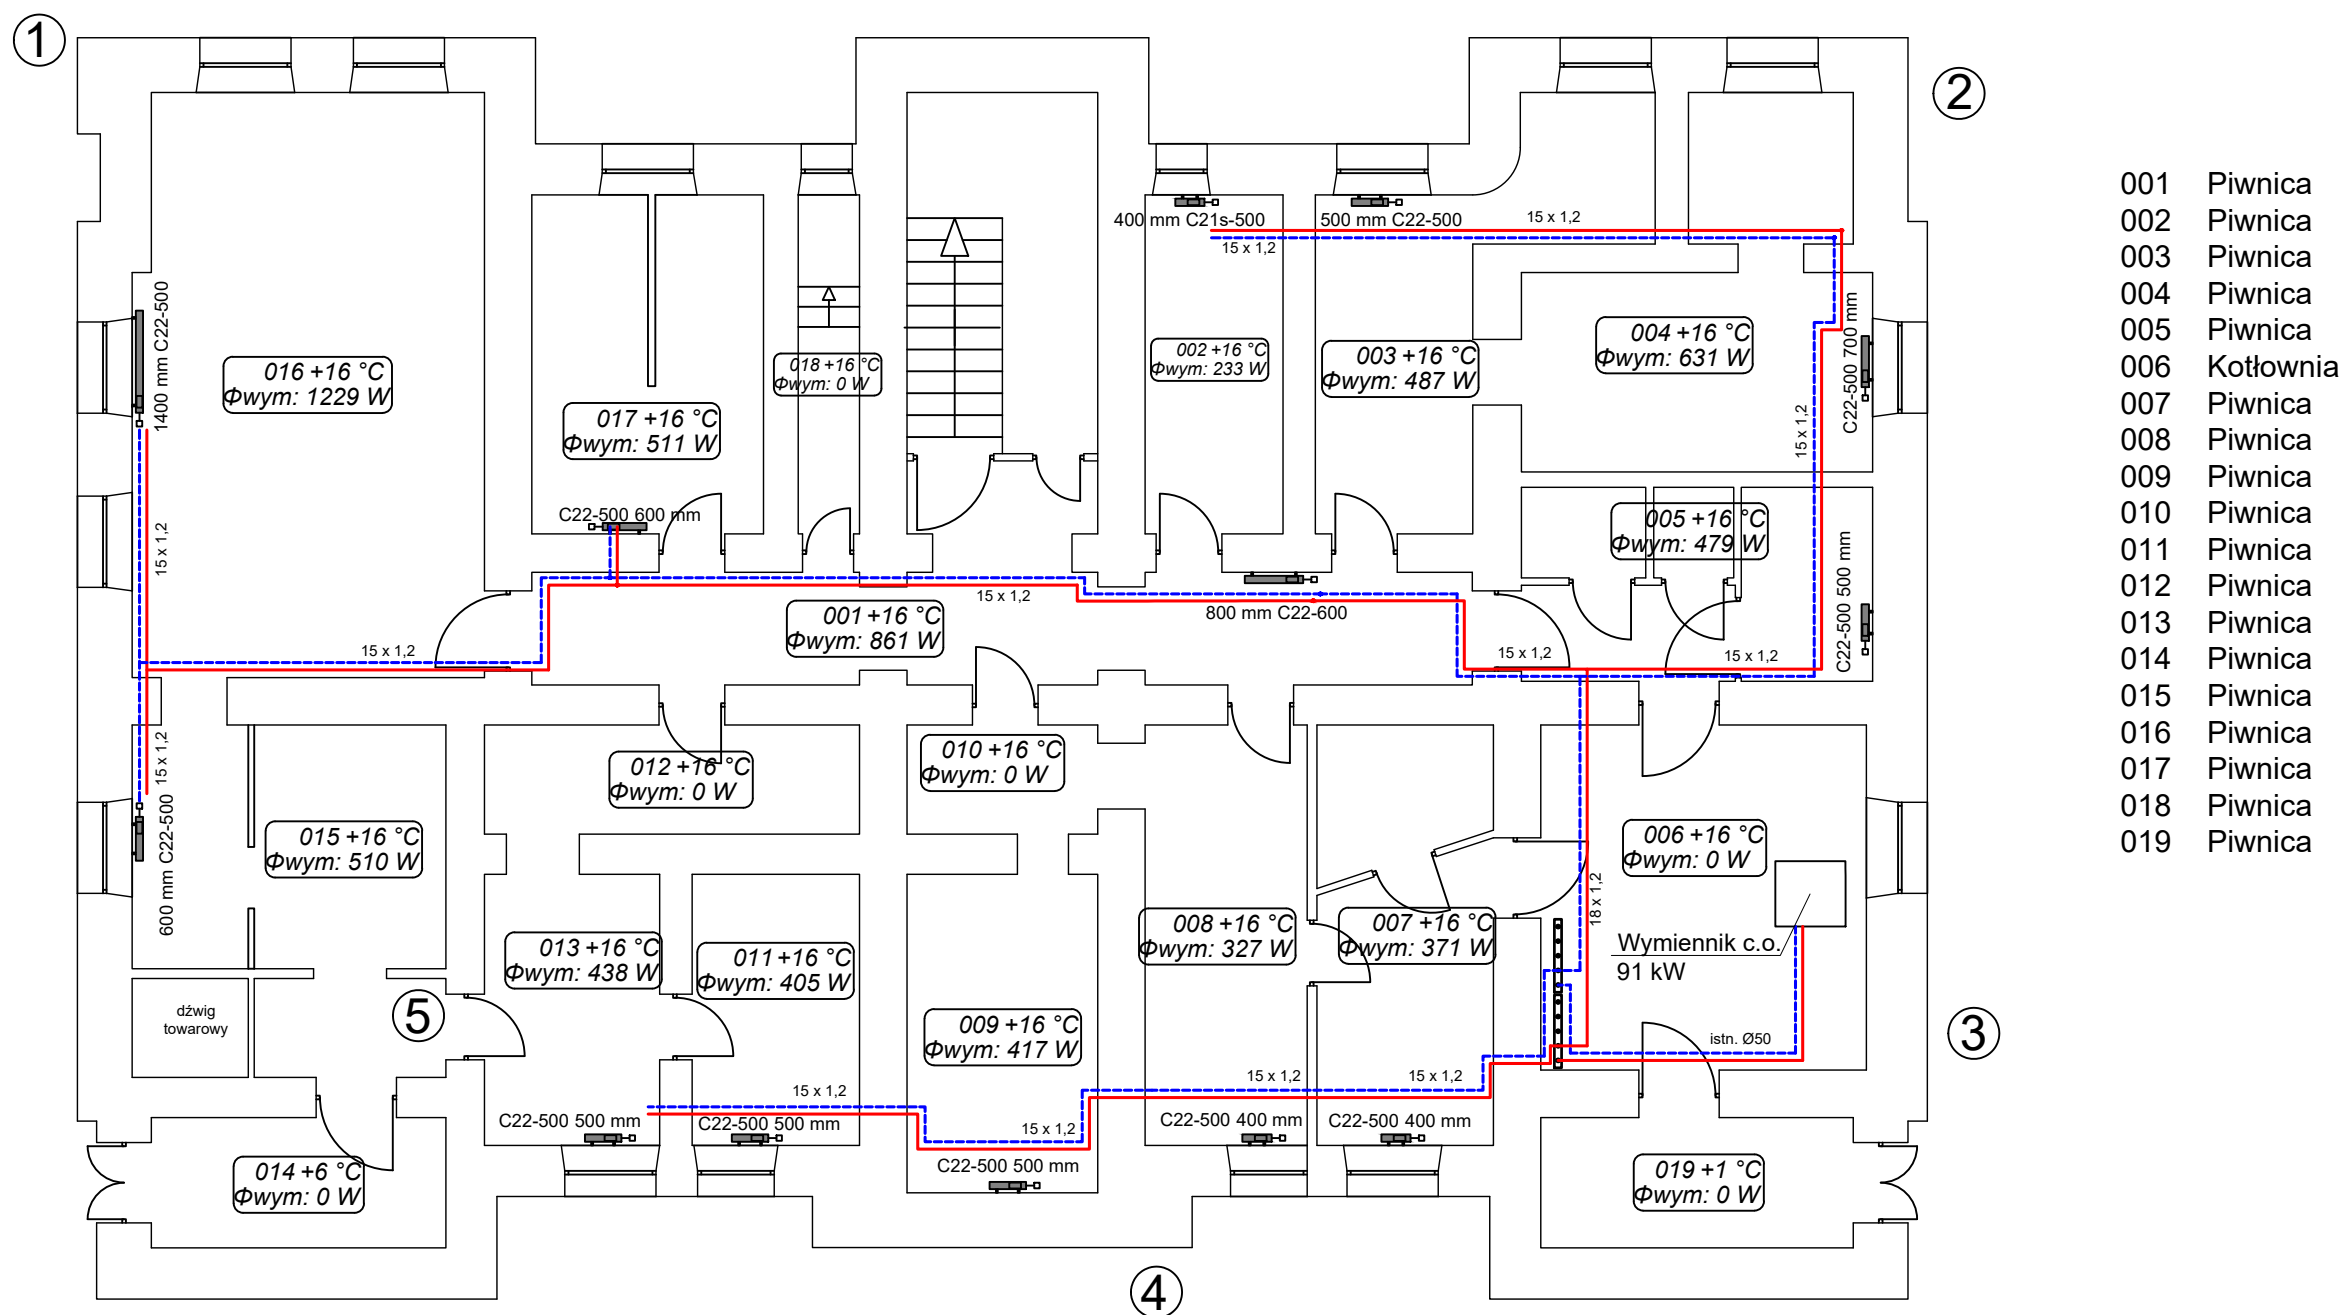 1
2
001 Piwnica
002 Piwnica
003 Piwnica
004 Piwnica
005 Piwnica
006 Kotłownia
007 Piwnica
008 Piwnica
009 Piwnica
010 Piwnica
011 Piwnica
012 Piwnica
013 Piwnica
014 Piwnica
015 Piwnica
016 Piwnica
017 Piwnica
018 Piwnica
019 Piwnica
400 mm C21s-500
500 mm C22-500
15 x 1,2
15 x 1,2
1400 mm C22-500
016 +16 °C
Φwym: 1229 W
017 +16 °C
Φwym: 511 W
018 +16 °C
Φwym: 0 W
002 +16 °C
Φwym: 233 W
003 +16 °C
Φwym: 487 W
004 +16 °C
Φwym: 631 W
C22-500 700 mm
15 x 1,2
C22-500 600 mm
15 x 1,2
005 +16 °C
Φwym: 479 W
C22-500 500 mm
001 +16 °C
Φwym: 861 W
15 x 1,2
800 mm C22-600
15 x 1,2
15 x 1,2
15 x 1,2
15 x 1,2
600 mm C22-500
012 +16 °C
Φwym: 0 W
010 +16 °C
Φwym: 0 W
015 +16 °C
Φwym: 510 W
006 +16 °C
Φwym: 0 W
18 x 1,2
013 +16 °C
Φwym: 438 W
011 +16 °C
Φwym: 405 W
008 +16 °C
Φwym: 327 W
007 +16 °C
Φwym: 371 W
Wymiennik c.o.
91 kW
dźwig
towarowy
5
009 +16 °C
Φwym: 417 W
istn. Ø50
3
15 x 1,2
15 x 1,2
15 x 1,2
C22-500 500 mm
C22-500 500 mm
15 x 1,2
C22-500 400 mm
C22-500 400 mm
C22-500 500 mm
014 +6 °C
Φwym: 0 W
019 +1 °C
Φwym: 0 W
4